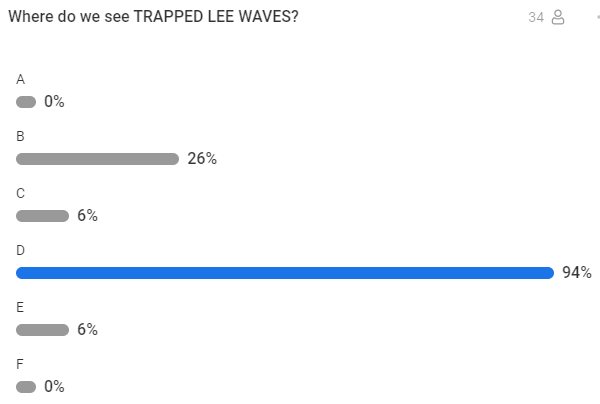 Where do we see TRAPPED LEE WAVES?
34
A
0%
B
26%
C
6%
D
94%
E
6%
F
0%